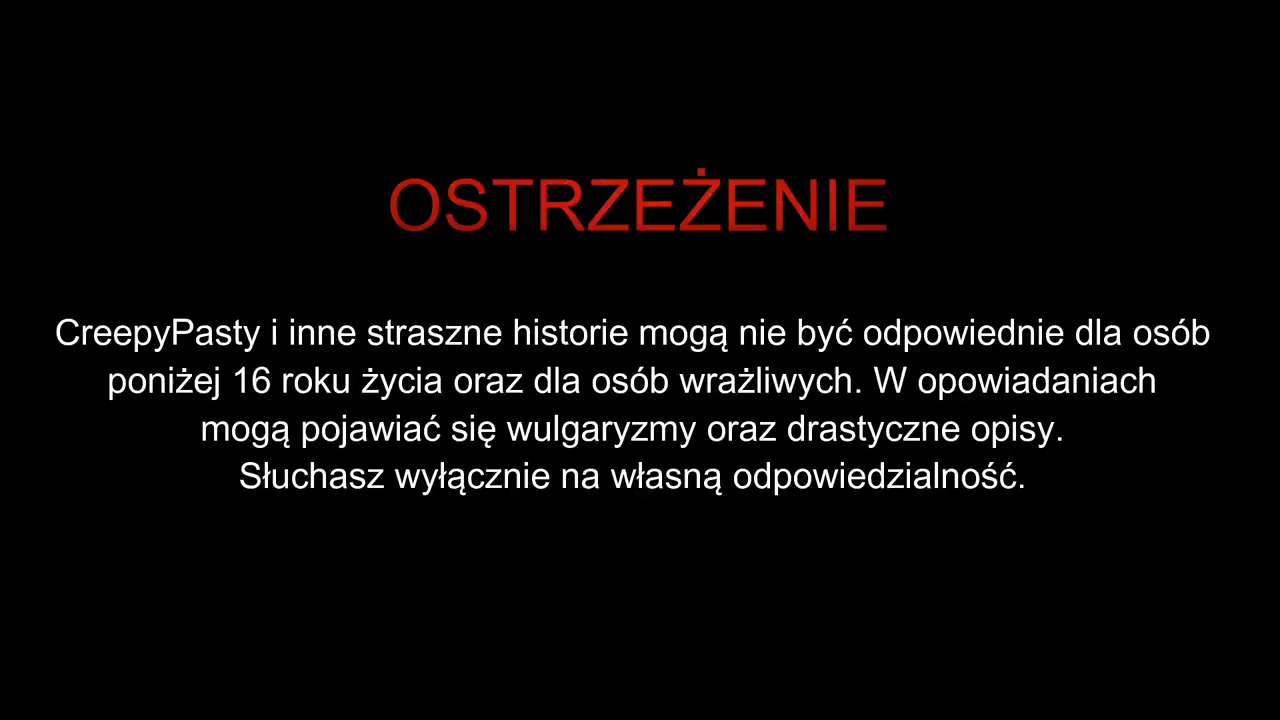 OSTRZEŻENIE
CreepyPasty i inne straszne historie mogą nie być odpowiednie dla osób
poniżej 16 roku życia oraz dla osób wrażliwych. W opowiadaniach
mogą pojawiać się wulgaryzmy oraz drastyczne opisy.
Słuchasz wyłącznie na własną odpowiedzialność.